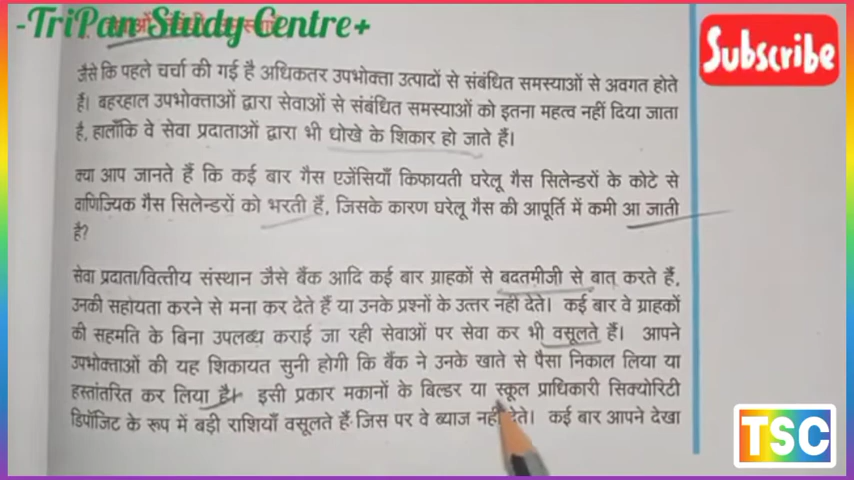 -TriPan Study Centre+
Subscribe
जैसे कि पहले चर्चा की गई है अधिकतर उपभोक्ता उत्पादों से संबंधित समस्याओं से अवगत होते
हैं। बहरहाल उपभोक्ताओं द्वारा सेवाओं से संबंधित समस्याओं को इतना महत्व नहीं दिया जाता
है, हालाँकि वे सेवा प्रदाताओं द्वारा भी धोखे के शिकार हो जाते हैं।
क्या आप जानते हैं कि कई बार गैस एजेंसियाँ किफायती घरेलू गैस सिलेन्डरों के कोटे से
वाणिज्यिक गैस सिलेन्डरों को भरती हैं, जिसके कारण घरेलू गैस की आपूर्ति में कमी आ जाती
है?
सेवा प्रदाता/वित्तीय संस्थान जैसे बैंक आदि कई बार ग्राहकों से बदतमीजी से बात करते हैं,
उनकी सहायता करने से मना कर देते हैं या उनके प्रश्नों के उत्तर नहीं देते। कई बार वे ग्राहकों
की सहमति के बिना उपलब्ध कराई जा रही सेवाओं पर सेवा कर भी वसूलते हैं। आपने
उपभोक्ताओं की यह शिकायत सुनी होगी कि बैंक ने उनके खाते से पैसा निकाल लिया या
हस्तांतरित कर लिया है। इसी प्रकार मकानों के बिल्डर या स्कूल प्राधिकारी सिक्योरिटी
डिपॉजिट के रूप में बड़ी राशियाँ वसूलते हैं जिस पर वे ब्याज नहीं देते। कई बार आपने देखा
TSC